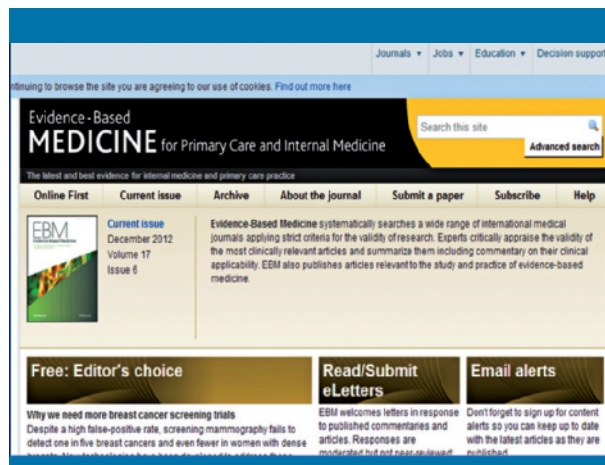 Journals ▾ Jobs ▾ Education ▾ Decision support
ntinuing to browse the site you are agreeing to our use of cookies. Find out more here
Evidence-Based
MEDICINE for Primary Care and Internal Medicine
Search this site
Advanced search
The latest and best evidence for internal medicine and primary care practice
Online First Current issue Archive About the journal Submit a paper Subscribe Help
EBM
Current issue
December 2012
Volume 17
Issue 6
Evidence-Based Medicine systematically searches a wide range of international medical
journals applying strict criteria for the validity of research. Experts critically appraise the validity of
the most clinically relevant articles and summarize them including commentary on their clinical
applicability. EBM also publishes articles relevant to the study and practice of evidence-based
medicine.
Free: Editor's choice
Why we need more breast cancer screening trials
Despite a high false-positive rate, screening mammography fails to
detect one in five breast cancers and even fewer in women with dense
Read/Submit
eLetters
EBM welcomes letters in response
to published commentaries and
articles. Responses are
moderated but not peer-reviewed
Email alerts
Don't forget to sign up for content
alerts so you can keep up to date
with the latest articles as they are
published.